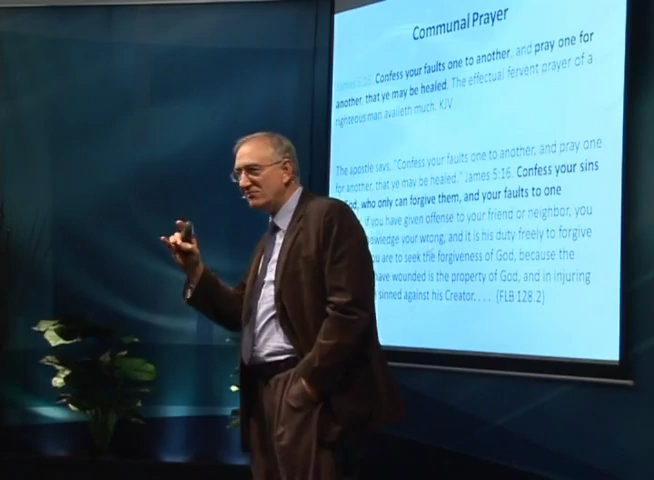 Communal Prayer
James 5:16 Confess your faults one to another, and pray one for
another, that ye may be healed. The effectual fervent prayer of a
righteous man availeth much. KJV
The apostle says, "Confess your faults one to another, and pray one
for another, that ye may be healed." James 5:16. Confess your sins
God, who only can forgive them, and your faults to one
If you have given offense to your friend or neighbor, you
your wrong, and it is his duty freely to forgive
you are to seek the forgiveness of God, because the
have wounded is the property of God, and in injuring
sinned against his Creator. . . . {FLB 128.2}